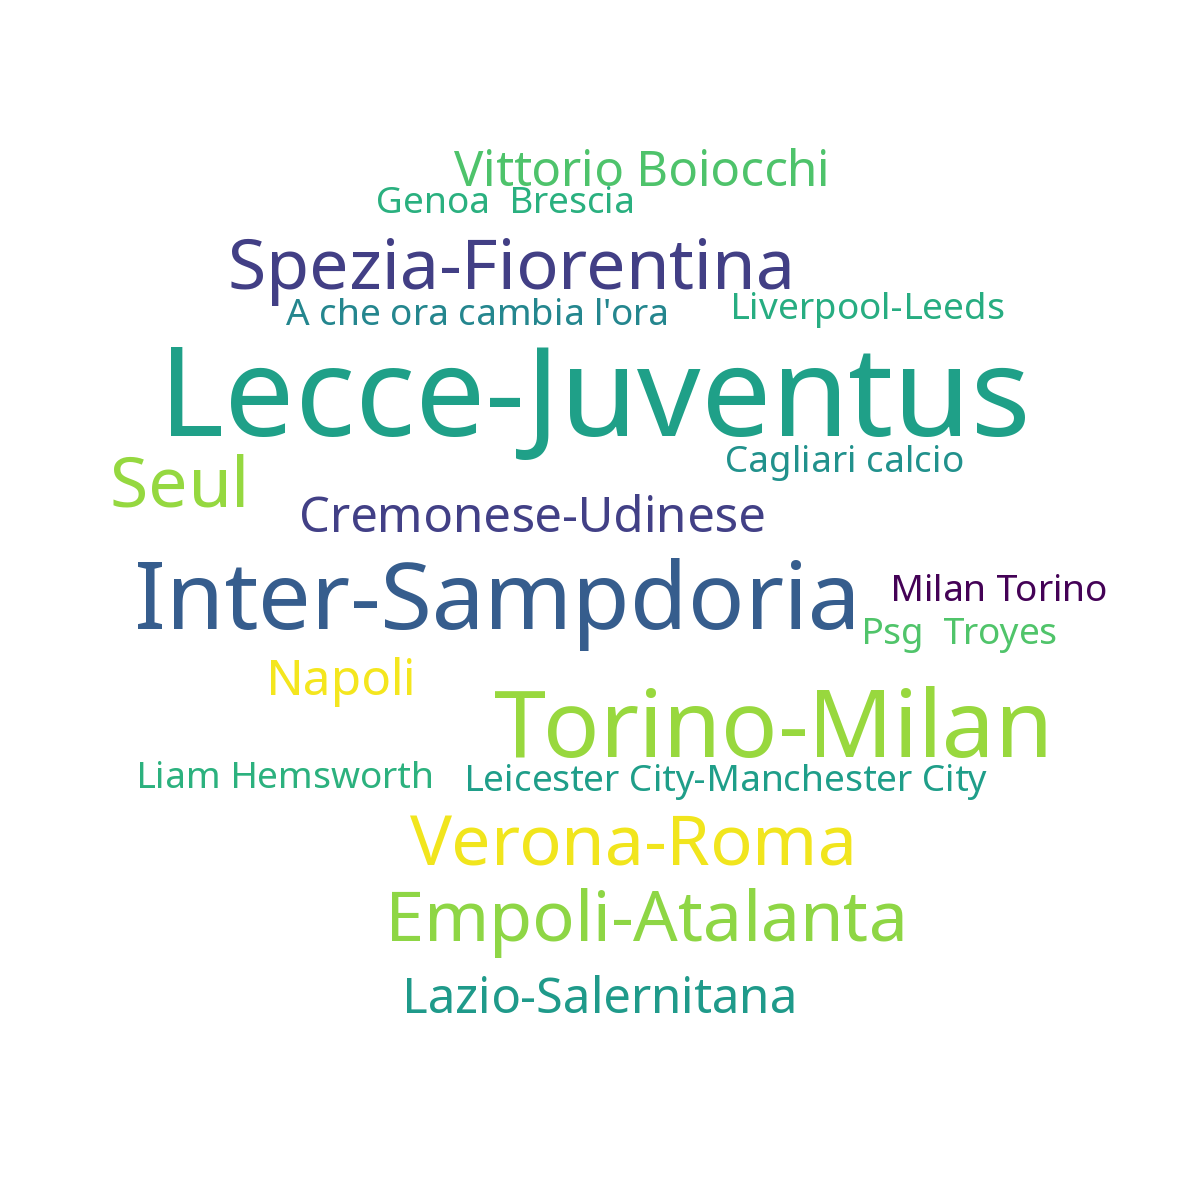 Vittorio Boiocchi
Genoa  Brescia
Spezia-Fiorentina
A che ora cambia l'ora
Liverpool-Leeds
Lecce-Juventus
Cagliari calcio
Seul
Cremonese-Udinese
Inter-Sampdoria
Milan Torino
Psg  Troyes
Napoli
Torino-Milan
Liam Hemsworth
Leicester City-Manchester City
Verona-Roma
Empoli-Atalanta
Lazio-Salernitana